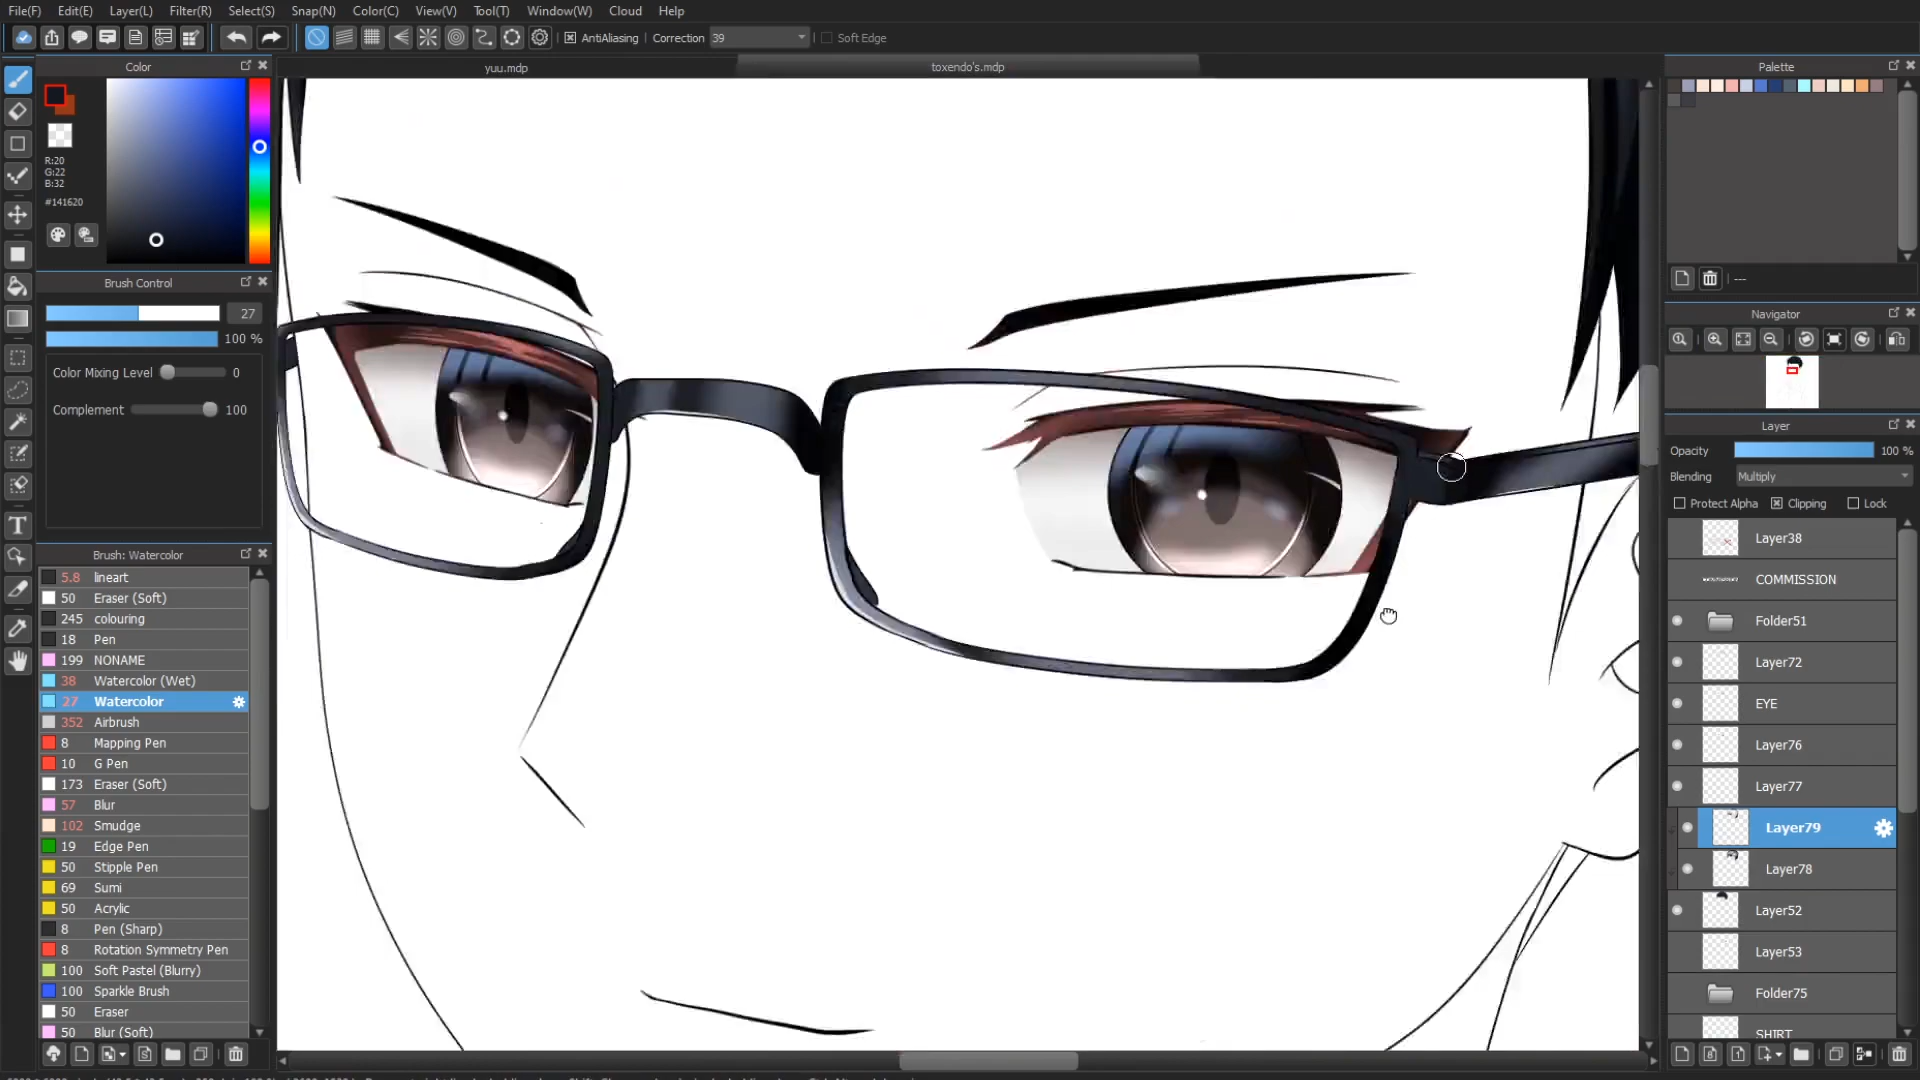 File(F) Edit(E) Layer(L) Filter(R) Select(S) Snap(N) Color(C) View(V) Tool(T) Window(W) Cloud Help
AntiAliasing Correction 39 Soft Edge
yuu.mdp toxendo's.mdp
Color
R:20
G:22
B:32
#141620
Brush Control
27
100 %
Color Mixing Level 0
Complement 100
Brush: Watercolor
5.8 lineart
50 Eraser (Soft)
245 colouring
18 Pen
199 NONAME
38 Watercolor (Wet)
27 Watercolor
352 Airbrush
8 Mapping Pen
10 G Pen
173 Eraser (Soft)
57 Blur
102 Smudge
19 Edge Pen
50 Stipple Pen
69 Sumi
50 Acrylic
8 Pen (Sharp)
8 Rotation Symmetry Pen
100 Soft Pastel (Blurry)
100 Sparkle Brush
50 Eraser
50 Blur (Soft)
Palette
---
Navigator
Layer
Opacity 100 %
Blending Multiply
Protect Alpha Clipping Lock
Layer38
COMMISSION
Folder51
Layer72
EYE
Layer76
Layer77
Layer79
Layer78
Layer52
Layer53
Folder75
SHIRT